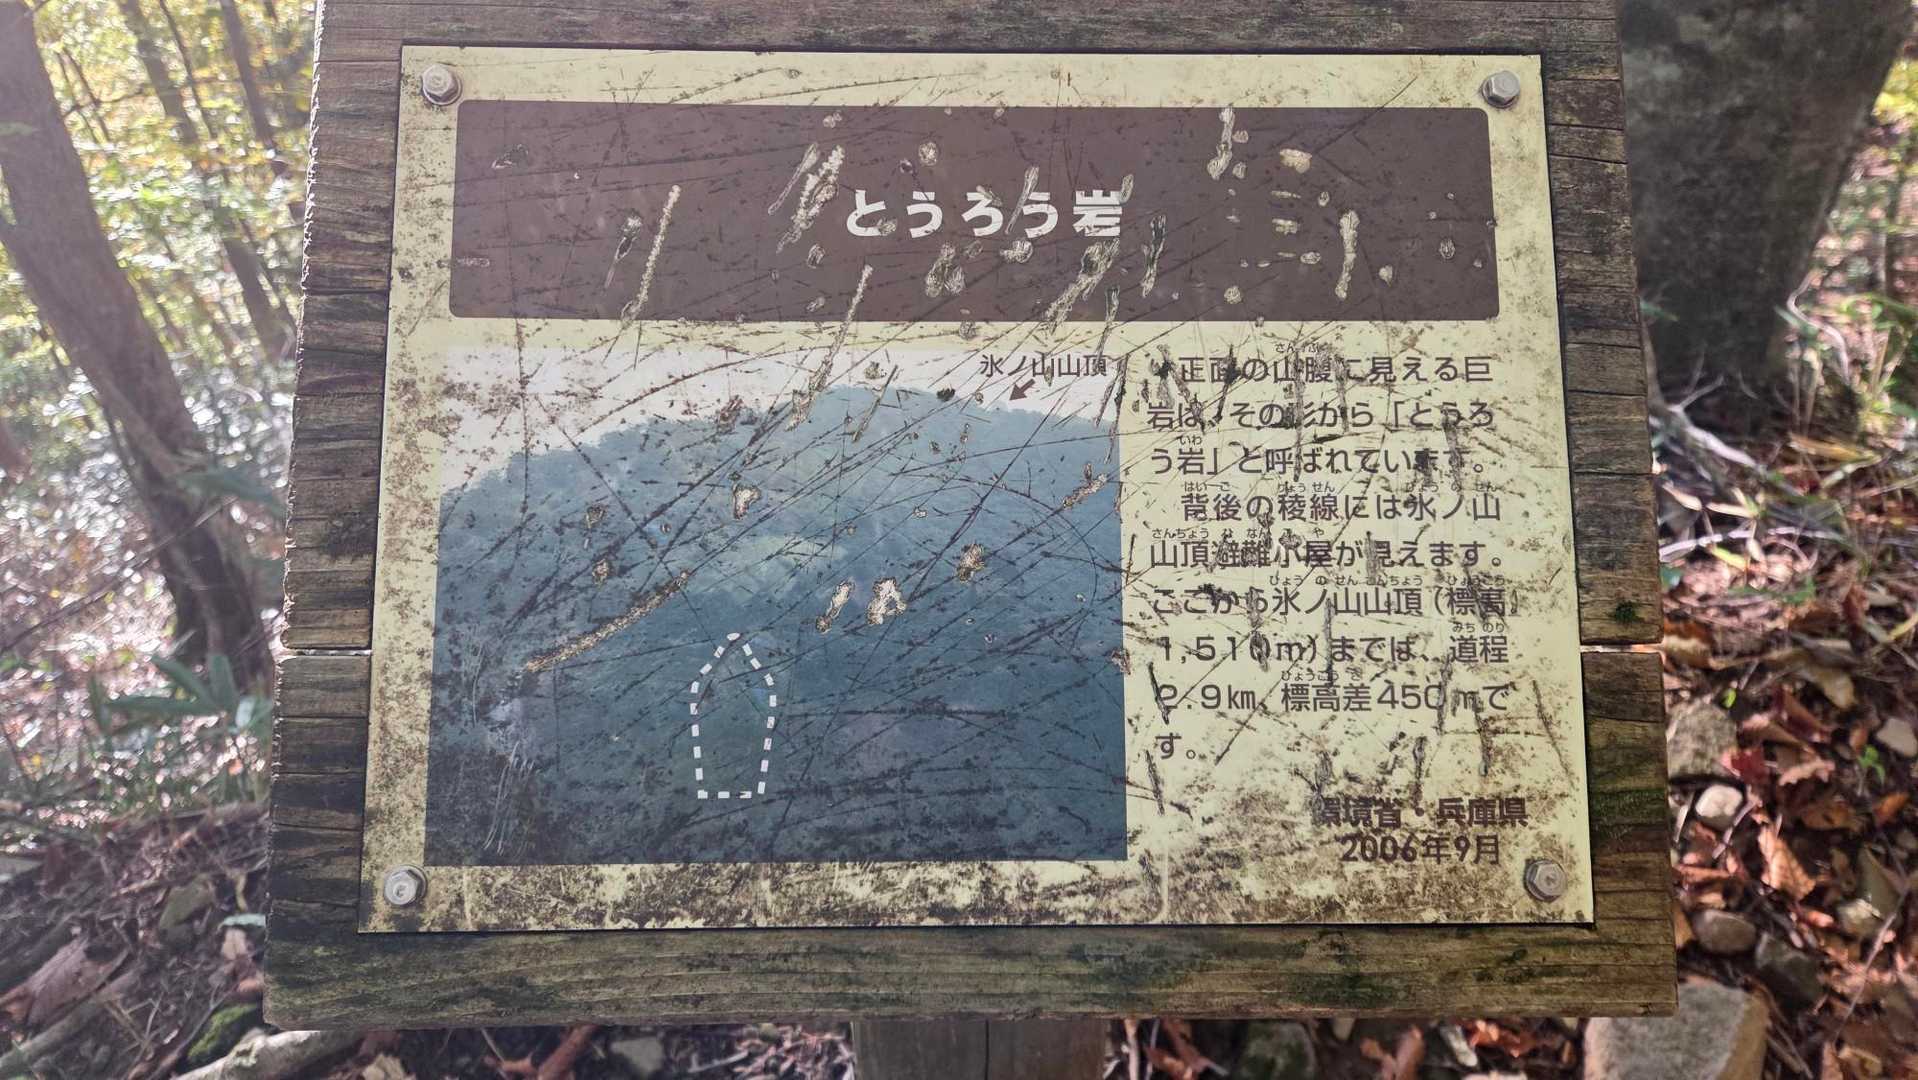 とうろう岩
氷ノ山山頂
正面の山腹に見える巨
岩は、その形から「とうろ
う岩」と呼ばれています。
背後の稜線には氷ノ山
山頂避難小屋が見えます。
ここから氷ノ山山頂(標高
1,510m)までは、道程
2.9km、標高差450mで
す。
環境省・兵庫県
2006年9月